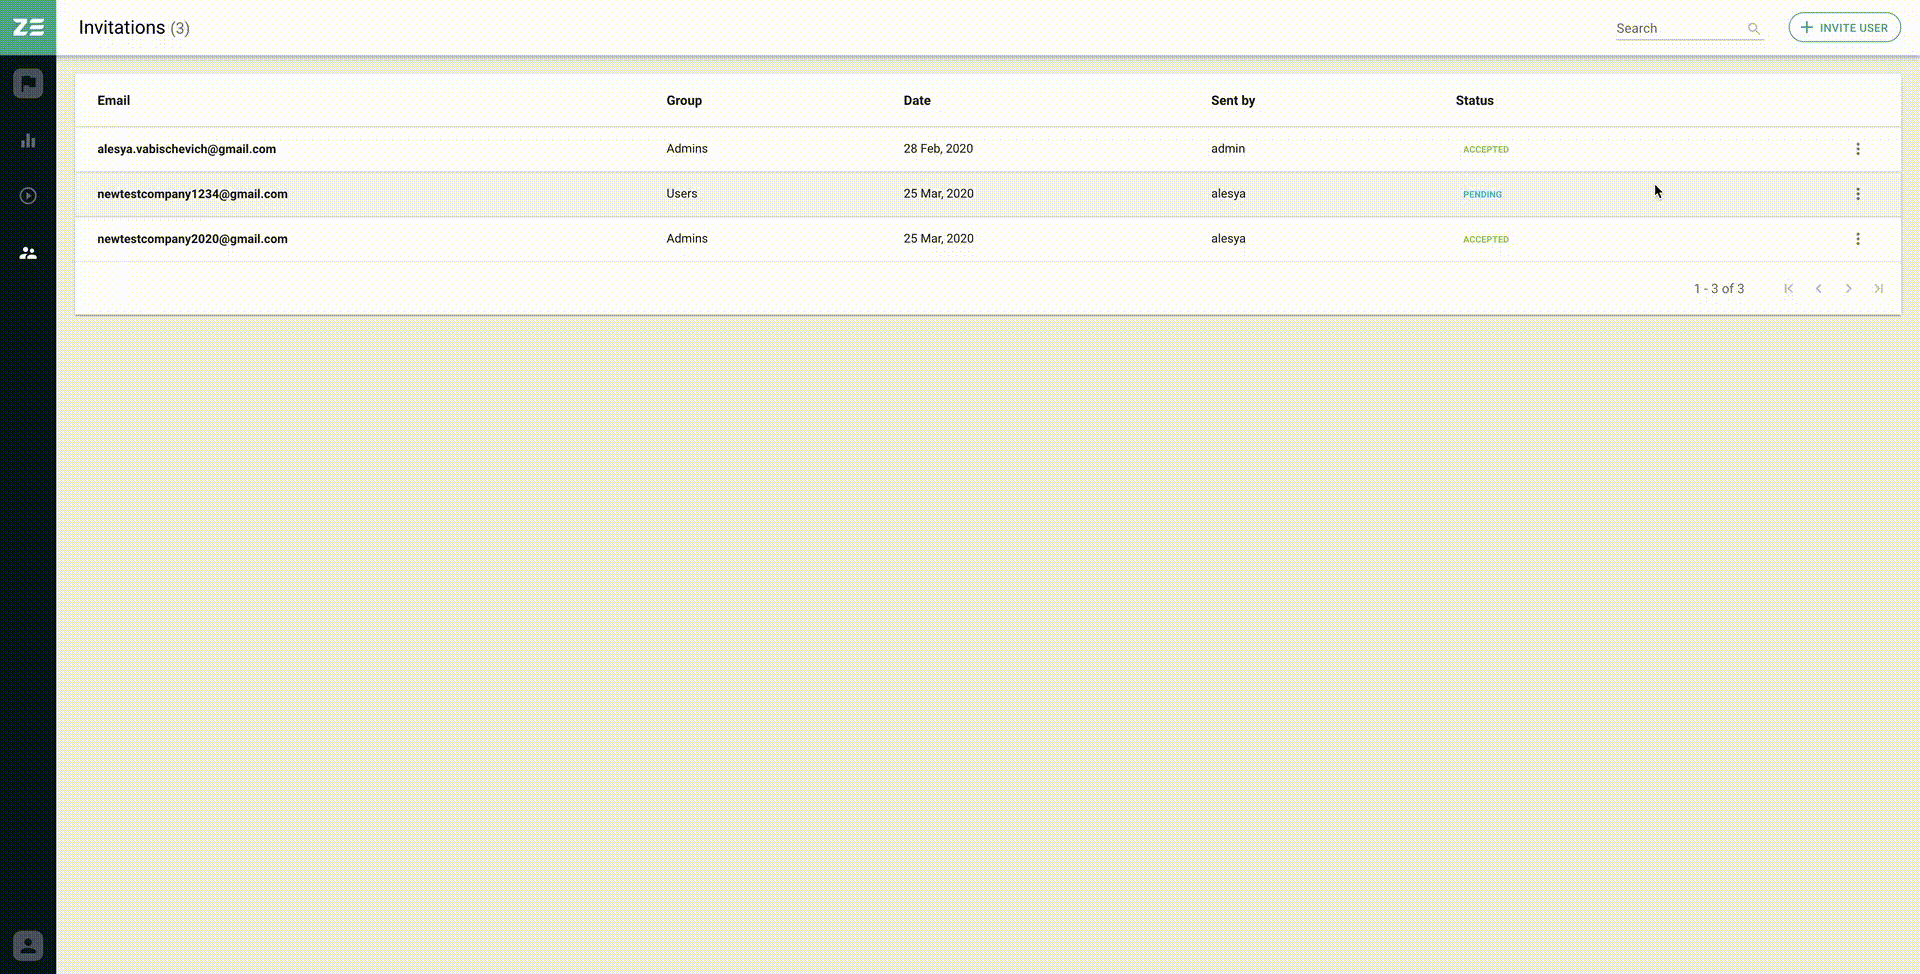 ZE
Invitations (3)
Search
INVITE USER
Email Group Date Sent by Status
alesya.vabischevich@gmail.com Admins 28 Feb, 2020 admin ACCEPTED
newtestcompany1234@gmail.com Users 25 Mar, 2020 alesya PENDING
newtestcompany2020@gmail.com Admins 25 Mar, 2020 alesya ACCEPTED
1 - 3 of 3